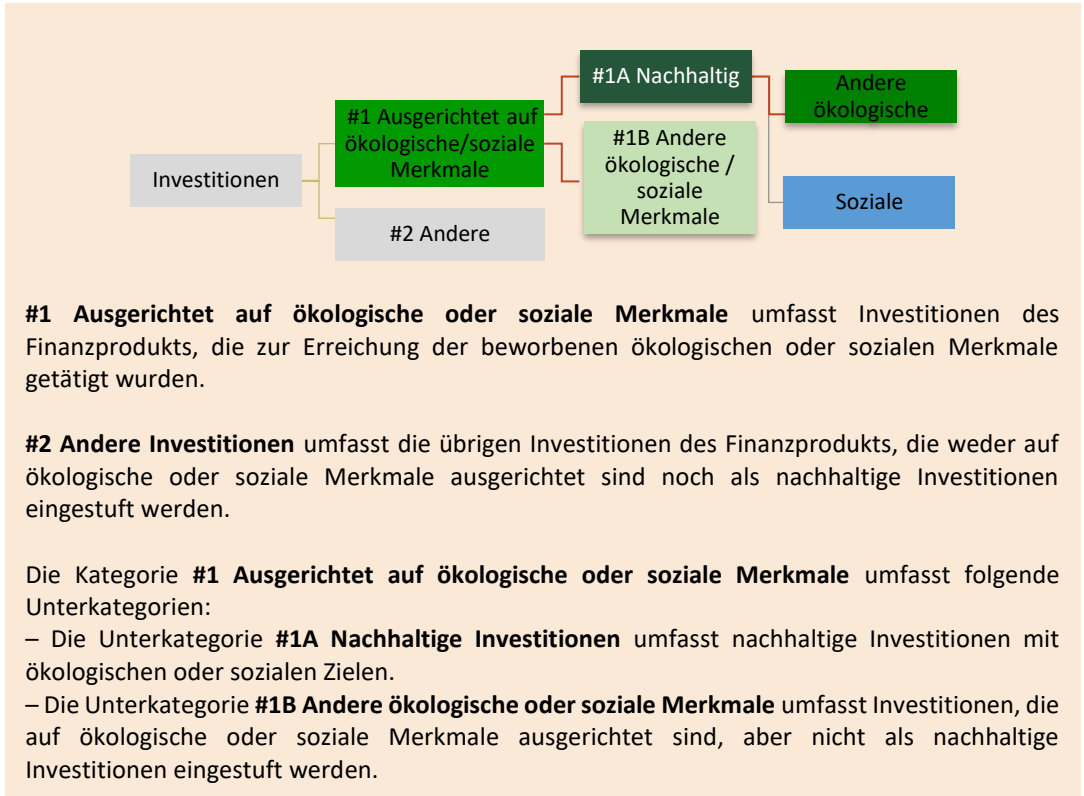 #1A Nachhaltig
Andere
ökologische
#1 Ausgerichtet auf
ökologische/soziale
Merkmale
#1B Andere
ökologische /
soziale
Merkmale
Investitionen
Soziale
#2 Andere
#1 Ausgerichtet auf ökologische oder soziale Merkmale umfasst Investitionen des
Finanzprodukts, die zur Erreichung der beworbenen ökologischen oder sozialen Merkmale
getätigt wurden.
#2 Andere Investitionen umfasst die übrigen Investitionen des Finanzprodukts, die weder auf
ökologische oder soziale Merkmale ausgerichtet sind noch als nachhaltige Investitionen
eingestuft werden.
Die Kategorie #1 Ausgerichtet auf ökologische oder soziale Merkmale umfasst folgende
Unterkategorien:
– Die Unterkategorie #1A Nachhaltige Investitionen umfasst nachhaltige Investitionen mit
ökologischen oder sozialen Zielen.
– Die Unterkategorie #1B Andere ökologische oder soziale Merkmale umfasst Investitionen, die
auf ökologische oder soziale Merkmale ausgerichtet sind, aber nicht als nachhaltige
Investitionen eingestuft werden.